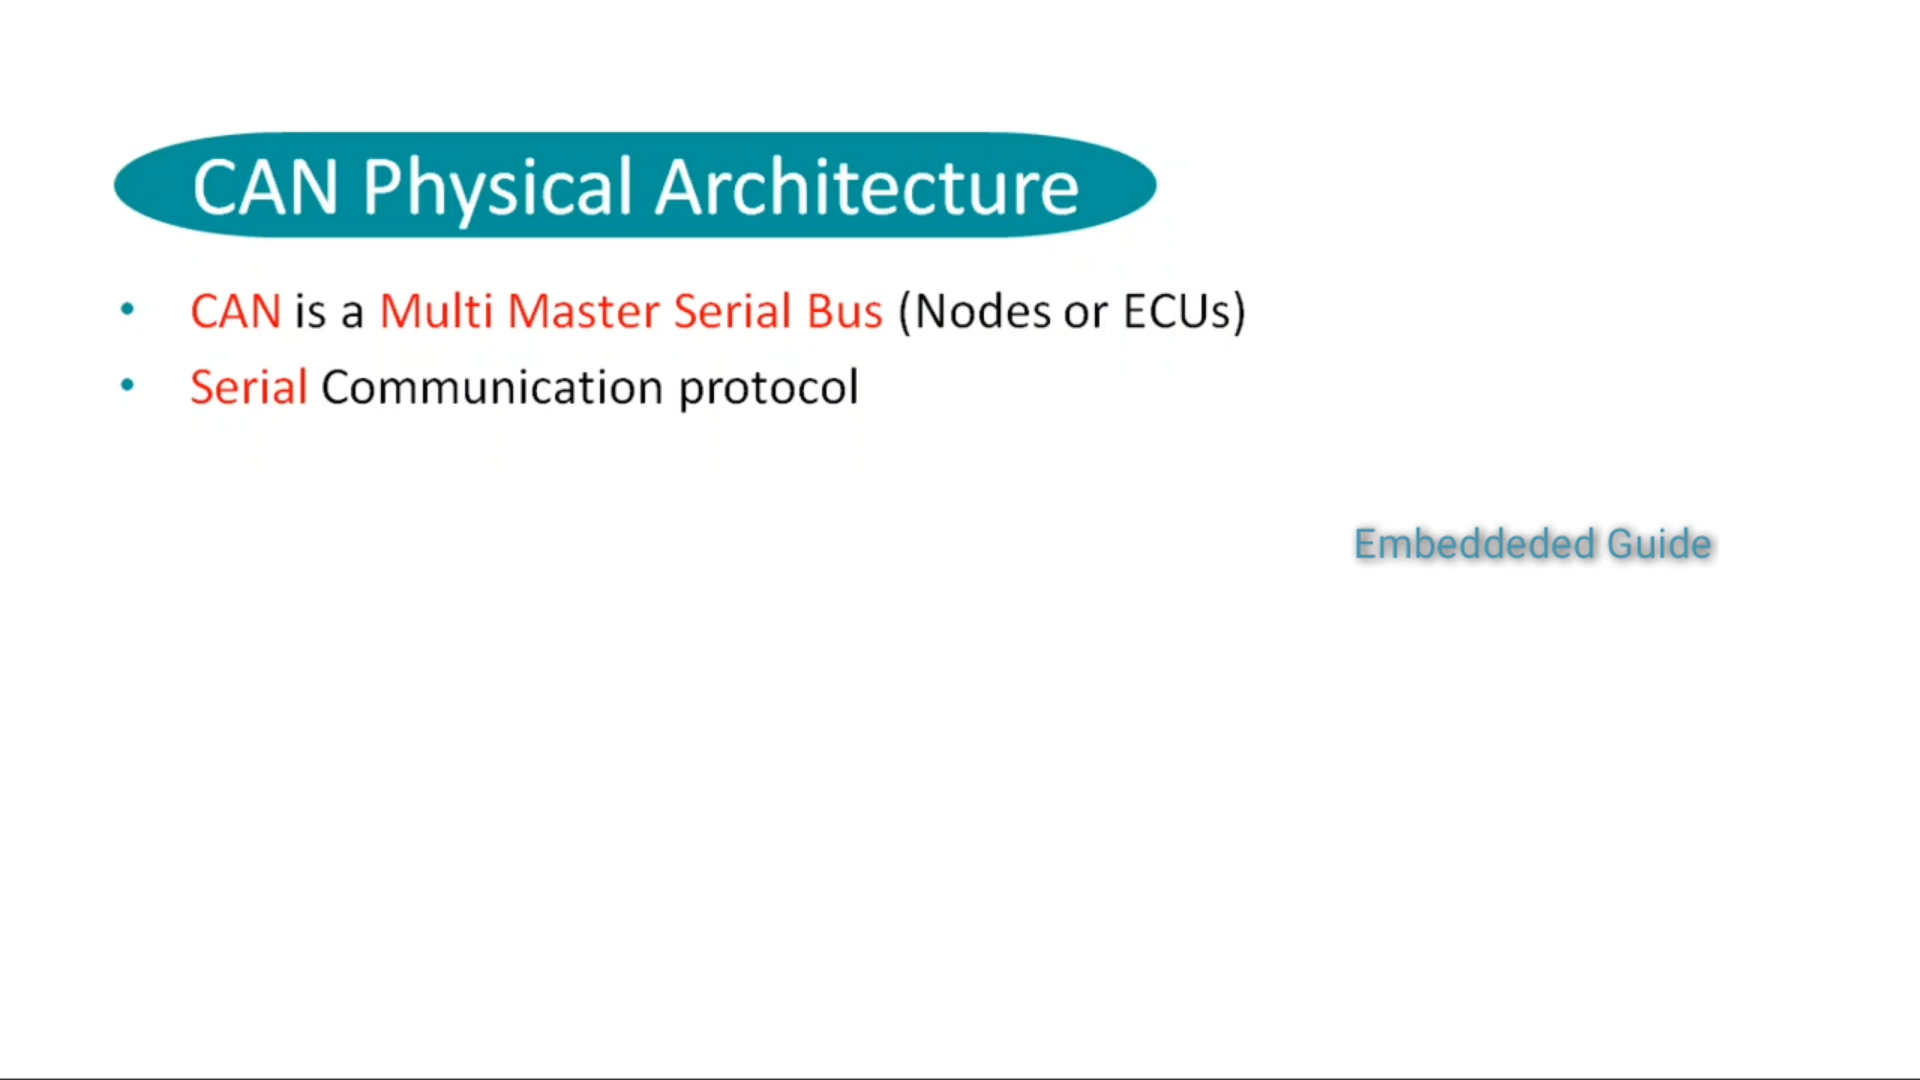 CAN Physical Architecture
• CAN is a Multi Master Serial Bus (Nodes or ECUs)
• Serial Communication protocol
Embeddeded Guide